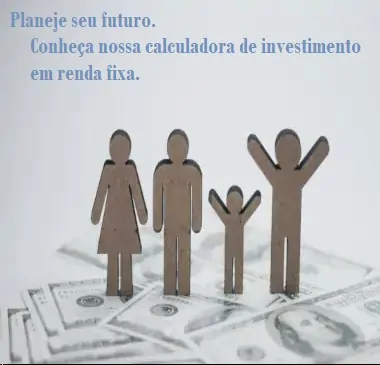 Planeje seu futuro.
Conheça nossa calculadora de investimento
em renda fixa.